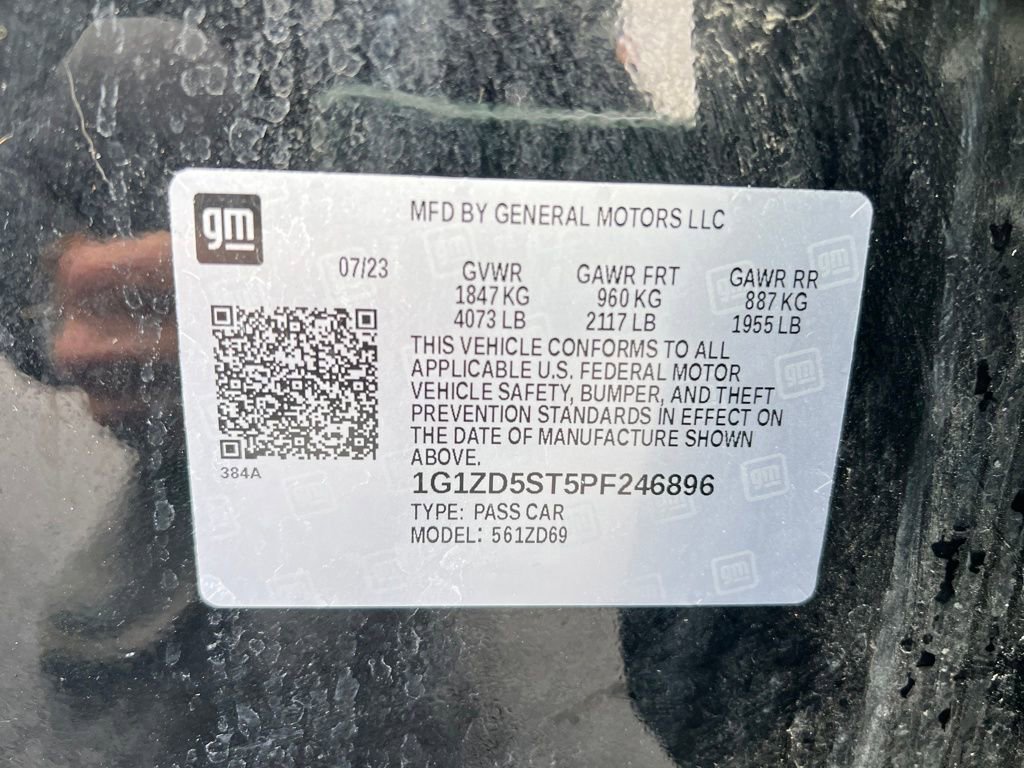 gm
MFD BY GENERAL MOTORS LLC
07/23 GVWR GAWR FRT GAWR RR
1847 KG 960 KG 887 KG
4073 LB 2117 LB 1955 LB
THIS VEHICLE CONFORMS TO ALL
APPLICABLE U.S. FEDERAL MOTOR
VEHICLE SAFETY, BUMPER, AND THEFT
PREVENTION STANDARDS IN EFFECT ON
THE DATE OF MANUFACTURE SHOWN
ABOVE.
384A
1G1ZD5ST5PF246896
TYPE: PASS CAR
MODEL: 561ZD69